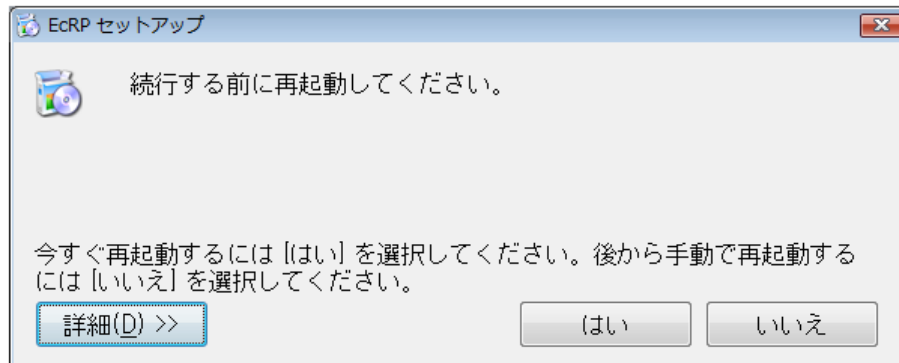 EcRP セットアップ
続行する前に再起動してください。
今すぐ再起動するには [はい] を選択してください。後から手動で再起動する
には [いいえ] を選択してください。
詳細(D) >>
はい
いいえ